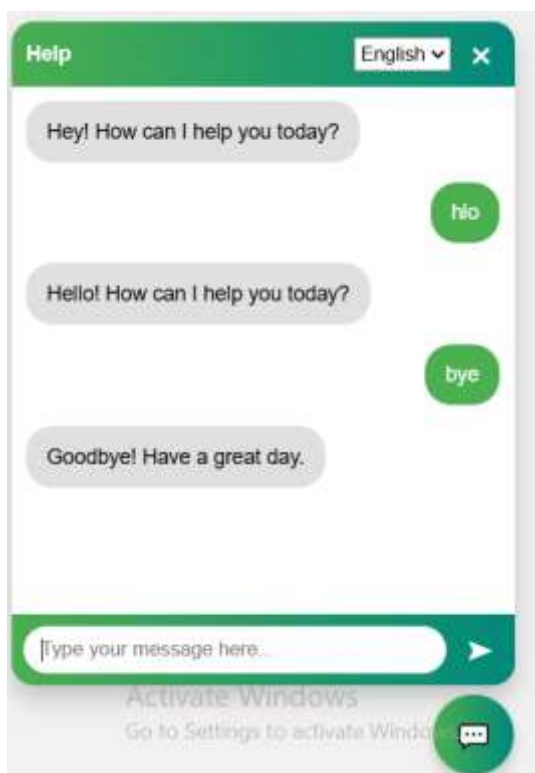 Help English
Hey! How can I help you today?
hlo
Hello! How can I help you today?
bye
Goodbye! Have a great day.
Type your message here...
Activate Windows
Go to Settings to activate Windo